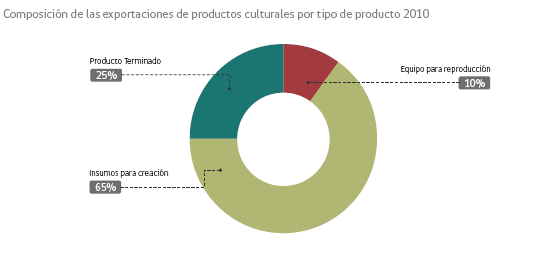 Composición de las exportaciones de productos culturales por tipo de producto 2010
Producto Terminado
25%
Equipo para reproducción
10%
Insumos para creación
65%